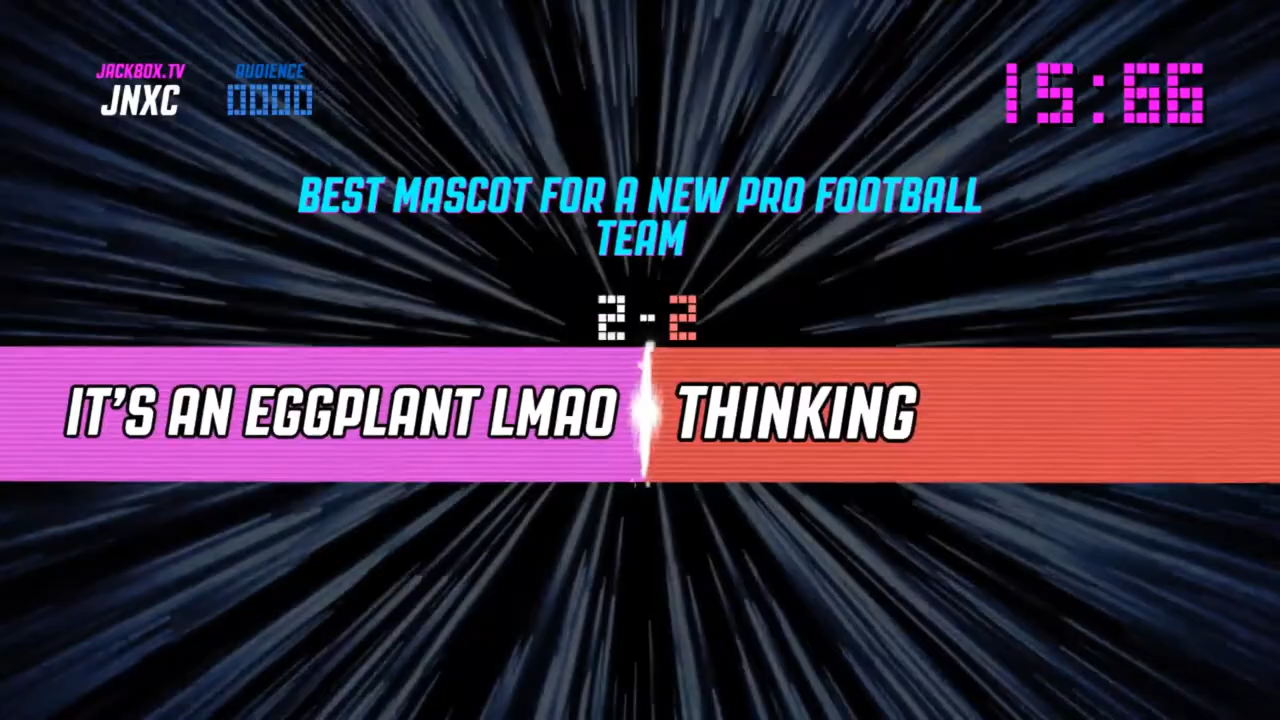 JACKBOX.TV
JNXC
AUDIENCE
0000
15:66
BEST MASCOT FOR A NEW PRO FOOTBALL
TEAM
2-2
IT'S AN EGGPLANT LMAO
THINKING